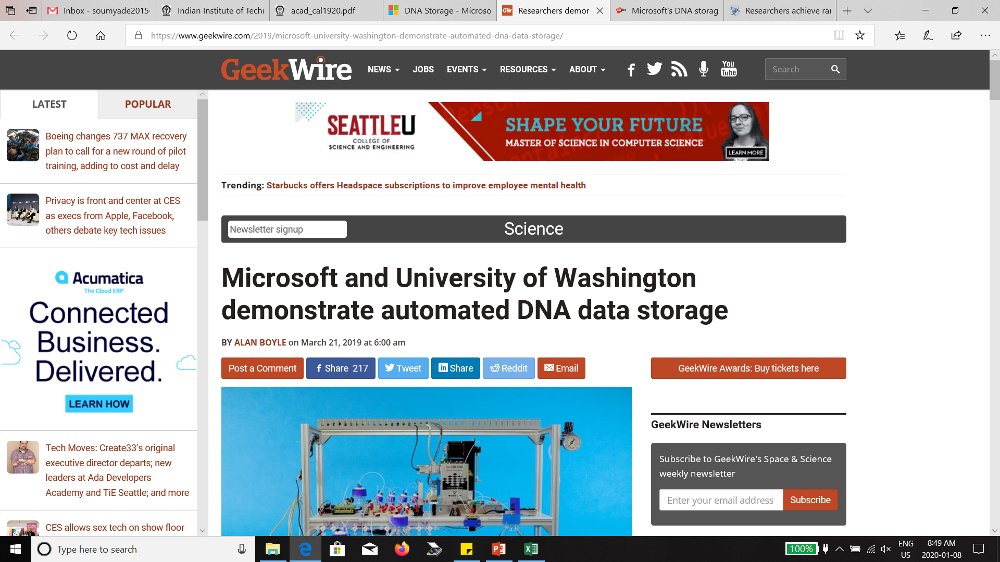 Inbox - soumyade2015
Indian Institute of Techn
acad_cal1920.pdf
DNA Storage - Microso
GW
Researchers demor
Microsoft's DNA storag
Researchers achieve rar
https://www.geekwire.com/2019/microsoft-university-washington-demonstrate-automated-dna-data-storage/
GeekWire
NEWS
JOBS
EVENTS
RESOURCES
ABOUT
You
Tube
Search
LATEST
POPULAR
Boeing changes 737 MAX recovery
plan to call for a new round of pilot
training, adding to cost and delay
Privacy is front and center at CES
as execs from Apple, Facebook,
others debate key tech issues
Acumatica
The Cloud ERP
Connected
Business.
Delivered.
LEARN HOW
Tech Moves: Create33’s original
executive director departs; new
leaders at Ada Developers
Academy and TiE Seattle; and more
CES allows sex tech on show floor
SEATTLEU
COLLEGE OF
SCIENCE AND ENGINEERING
SHAPE YOUR FUTURE
MASTER OF SCIENCE IN COMPUTER SCIENCE
LEARN MORE
Trending: Starbucks offers Headspace subscriptions to improve employee mental health
Newsletter signup
Science
Microsoft and University of Washington
demonstrate automated DNA data storage
BY ALAN BOYLE on March 21, 2019 at 6:00 am
Post a Comment
f Share 217
Tweet
in Share
Reddit
Email
GeekWire Awards: Buy tickets here
GeekWire Newsletters
Subscribe to GeekWire's Space & Science
weekly newsletter
Enter your email address
Subscribe
Type here to search
100%
ENG
US
8:49 AM
2020-01-08